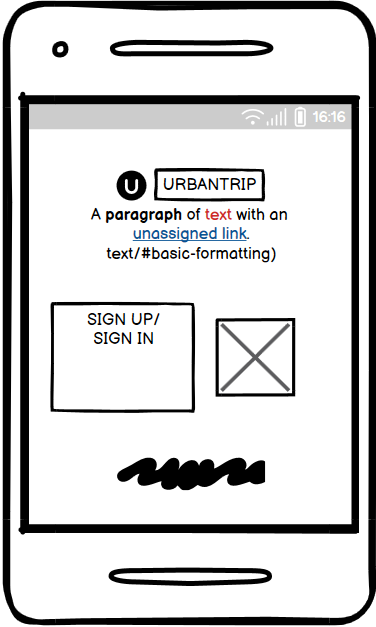 16:16
U URBANTRIP
A paragraph of text with an
unassigned link.
text/#basic-formatting)
SIGN UP/
SIGN IN